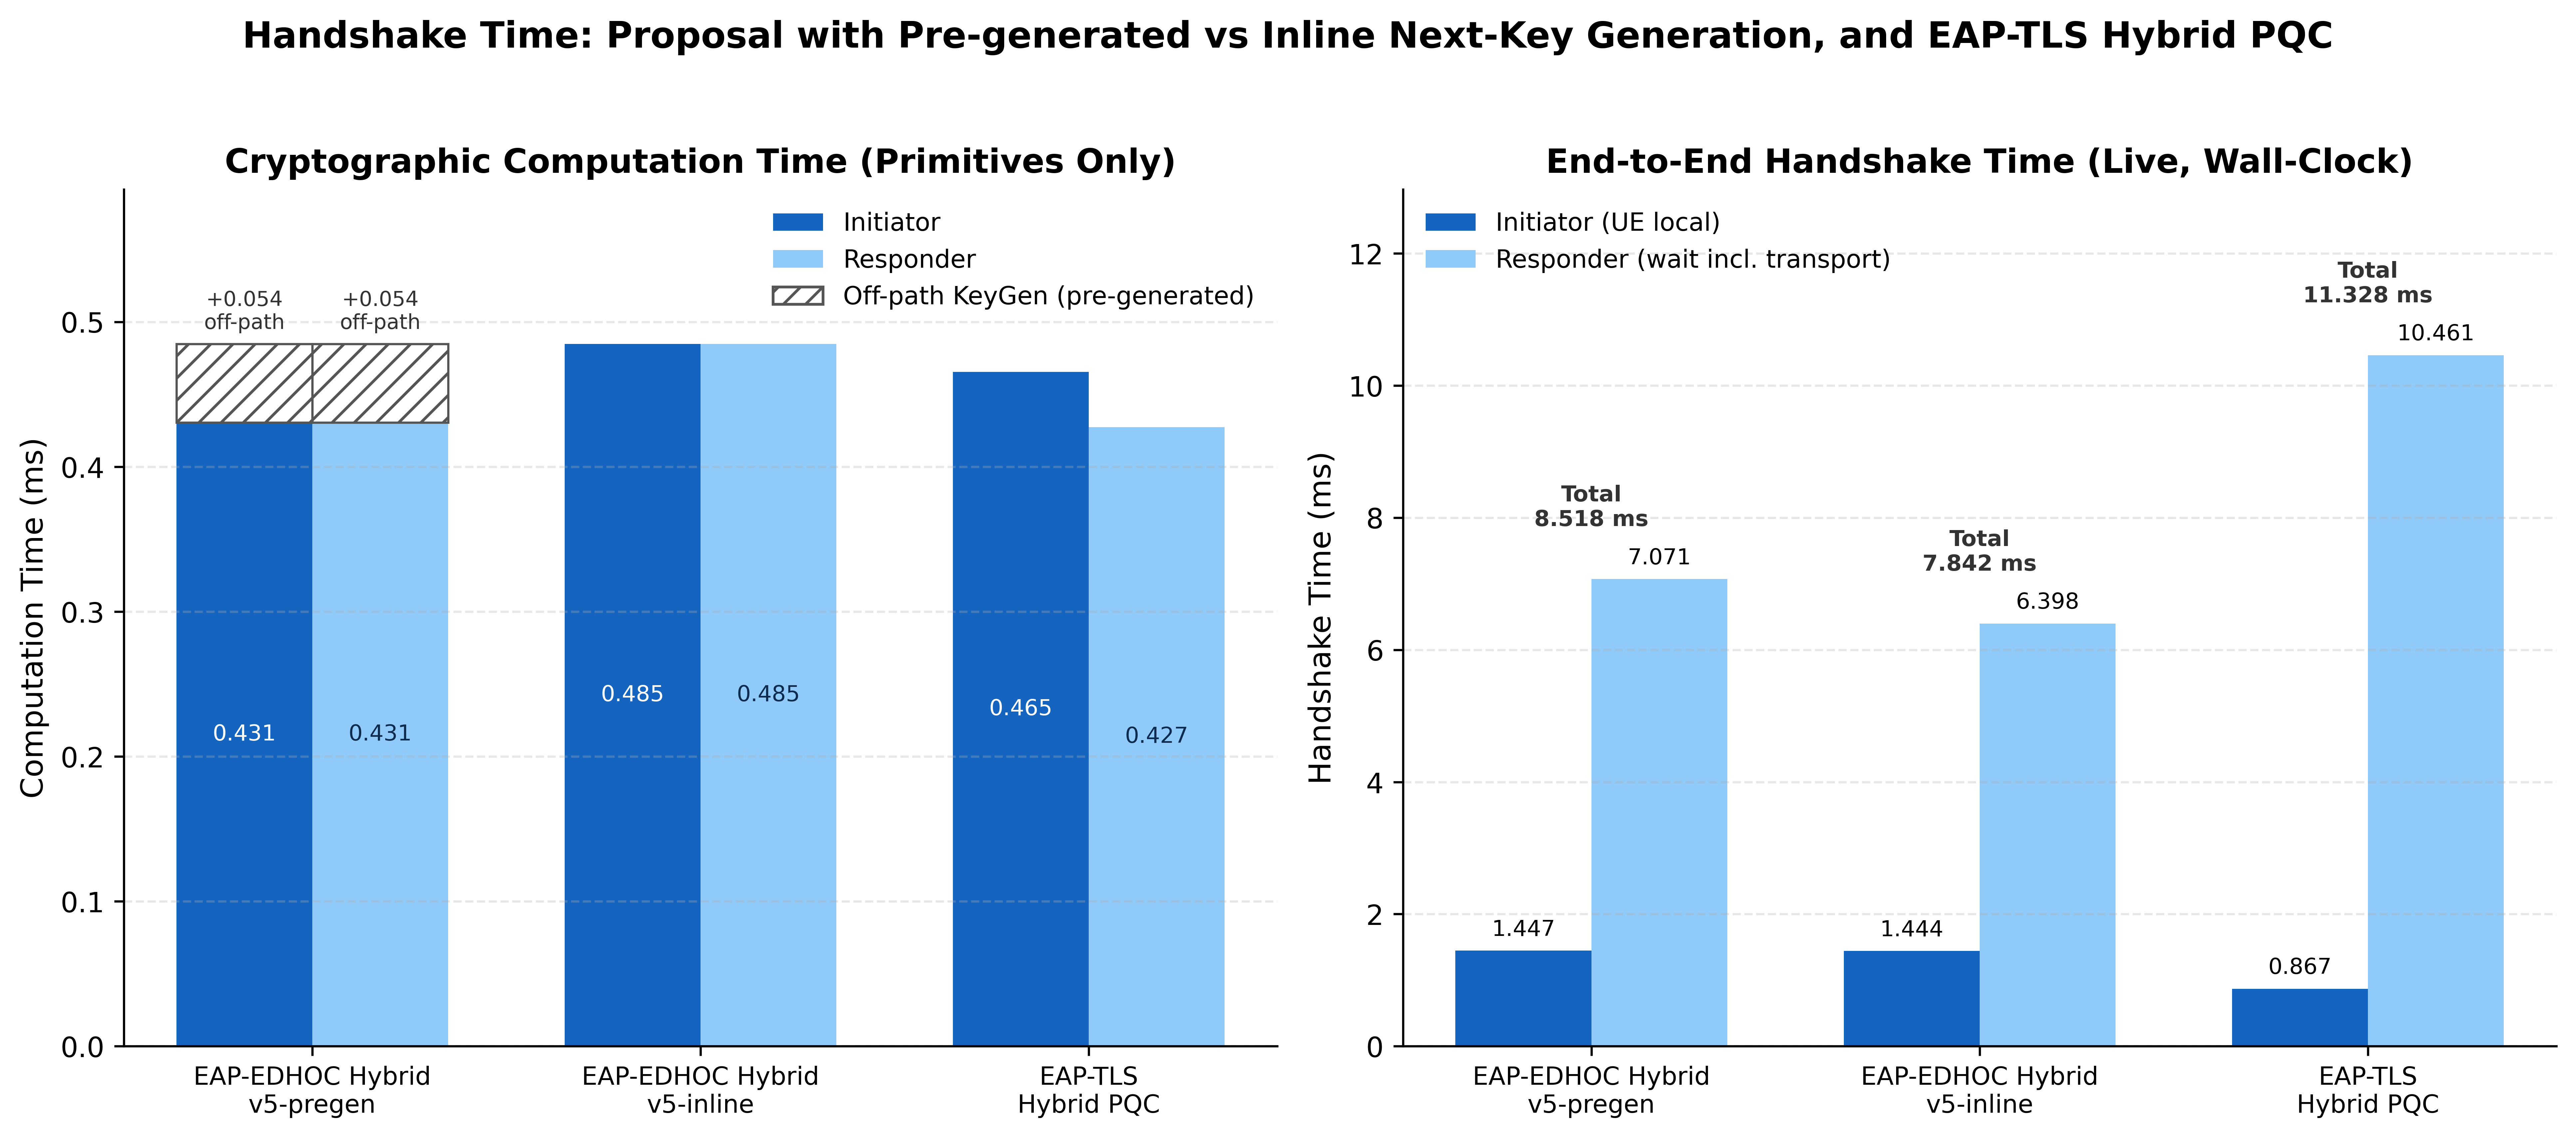 Handshake Time: Proposal with Pre-generated vs Inline Next-Key Generation, and EAP-TLS Hybrid PQC
Cryptographic Computation Time (Primitives Only)
Initiator
Responder
Off-path KeyGen (pre-generated)
Computation Time (ms)
0.5
0.4
0.3
0.2
0.1
0.0
+0.054
off-path
+0.054
off-path
0.431
0.431
0.485
0.485
0.465
0.427
EAP-EDHOC Hybrid
v5-pregen
EAP-EDHOC Hybrid
v5-inline
EAP-TLS
Hybrid PQC
End-to-End Handshake Time (Live, Wall-Clock)
Initiator (UE local)
Responder (wait incl. transport)
Handshake Time (ms)
12
10
8
6
4
2
0
Total
8.518 ms
7.071
1.447
Total
7.842 ms
6.398
1.444
Total
11.328 ms
10.461
0.867
EAP-EDHOC Hybrid
v5-pregen
EAP-EDHOC Hybrid
v5-inline
EAP-TLS
Hybrid PQC